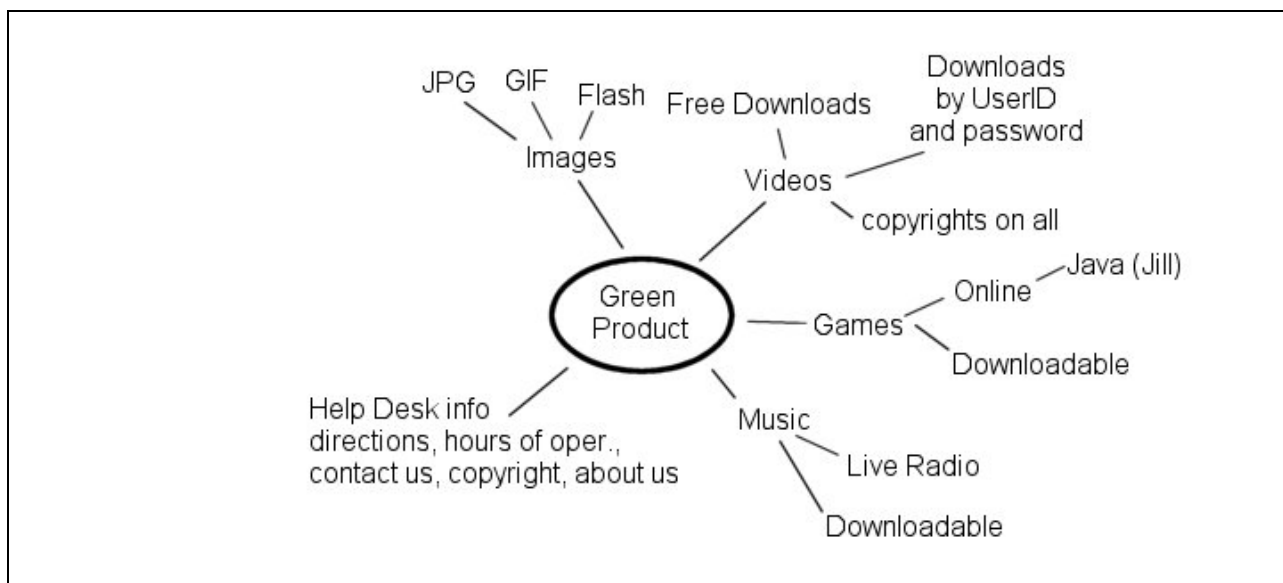 JPG
GIF
Flash
Images
Free Downloads
Downloads
by UserID
and password
Videos
copyrights on all
Green
Product
Games
Online
Java (Jill)
Downloadable
Music
Live Radio
Downloadable
Help Desk info
directions, hours of oper.,
contact us, copyright, about us